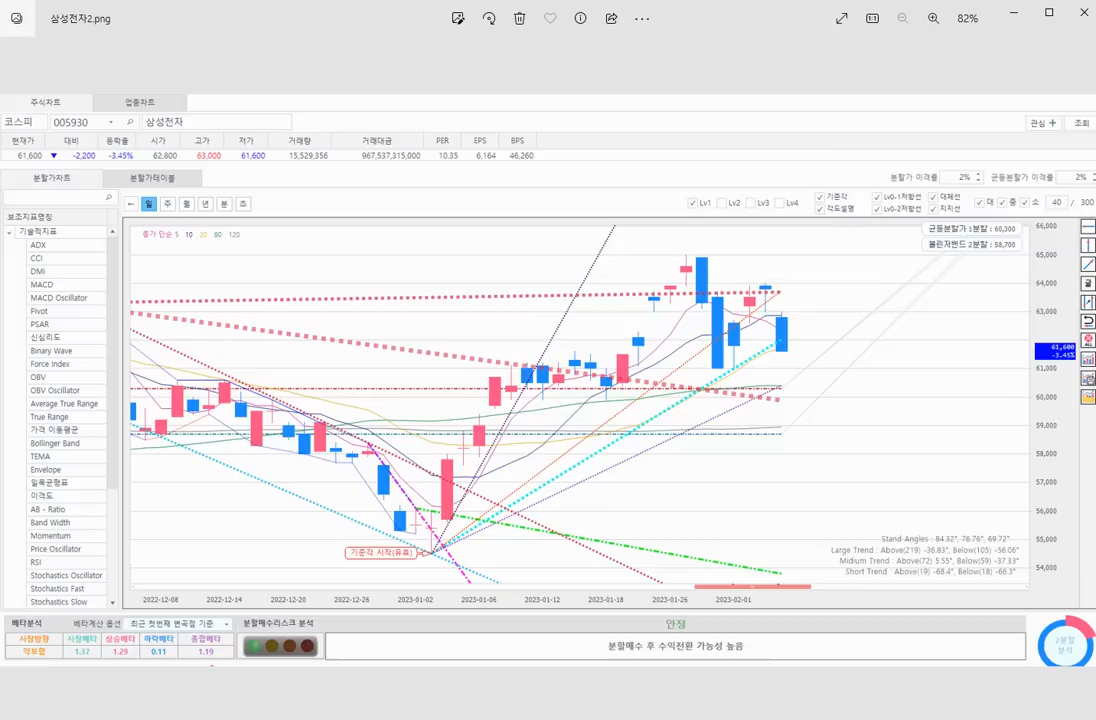 삼성전자2.png
82%
주식차트 업종차트
코스피 005930 삼성전자 관심 + 조회
현재가 대비 등락율 시가 고가 저가 거래량 거래대금 PER EPS BPS
61,600 ▼ -2,200 -3.45% 62,800 63,000 61,600 15,529,356 967,537,315,000 10.35 6,164 46,260
분할가차트 분할가테이블 분할가 이격률 2% 균등분할가 이격률 2%
← 일 주 월 년 분 초 Lv1 Lv2 Lv3 Lv4 기준각 각도설명 Lv0-1저항선 Lv0-2저항선 대체선 지지선 대 중 소 40 / 300
보조지표명칭
기술적지표
ADX
CCI
DMI
MACD
MACD Oscillator
Pivot
PSAR
신심리도
Binary Wave
Force Index
OBV
OBV Oscillator
Average True Range
True Range
가격 이동평균
Bollinger Band
TEMA
Envelope
일목균형표
이격도
AB - Ratio
Band Width
Momentum
Price Oscillator
RSI
Stochastics Oscillator
Stochastics Fast
Stochastics Slow
종가 단순 5 10 20 60 120
균등분할가 1분할 : 60,300
볼린저밴드 2분할 : 58,700
66,000
65,000
64,000
63,000
61,600
-3.45%
61,000
60,000
59,000
58,000
57,000
56,000
55,000
54,000
기준각 시작(유효)
Stand Angles : 84.32°, 76.76°, 69.72°
Large Trend : Above(219) -36.83°, Below(105) -56.06°
Midium Trend : Above(72) 5.55°, Below(59) -37.33°
Short Trend : Above(19) -68.4°, Below(18) -66.3°
2022-12-08 2022-12-14 2022-12-20 2022-12-26 2023-01-02 2023-01-06 2023-01-12 2023-01-18 2023-01-26 2023-02-01
글
ALL
베타분석 베타계산 옵션 최근 첫번째 변곡점 기준 분할매수리스크 분석 안정
시장방향 시장베타 상승베타 하락베타 종합베타
약보합 1.37 1.29 0.11 1.19
분할매수 후 수익전환 가능성 높음
2분할
분석